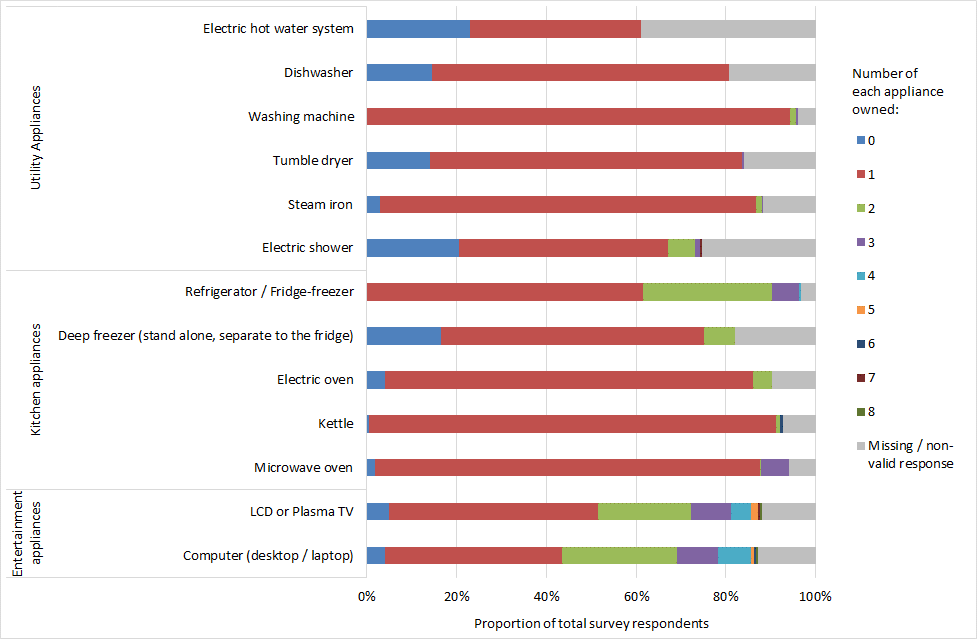 Utility Appliances
Electric hot water system
Dishwasher
Washing machine
Tumble dryer
Steam iron
Electric shower
Kitchen appliances
Refrigerator / Fridge-freezer
Deep freezer (stand alone, separate to the fridge)
Electric oven
Kettle
Microwave oven
Entertainment
appliances
LCD or Plasma TV
Computer (desktop / laptop)
0% 20% 40% 60% 80% 100%
Proportion of total survey respondents
Number of
each appliance
owned:
0
1
2
3
4
5
6
7
8
Missing / non-
valid response